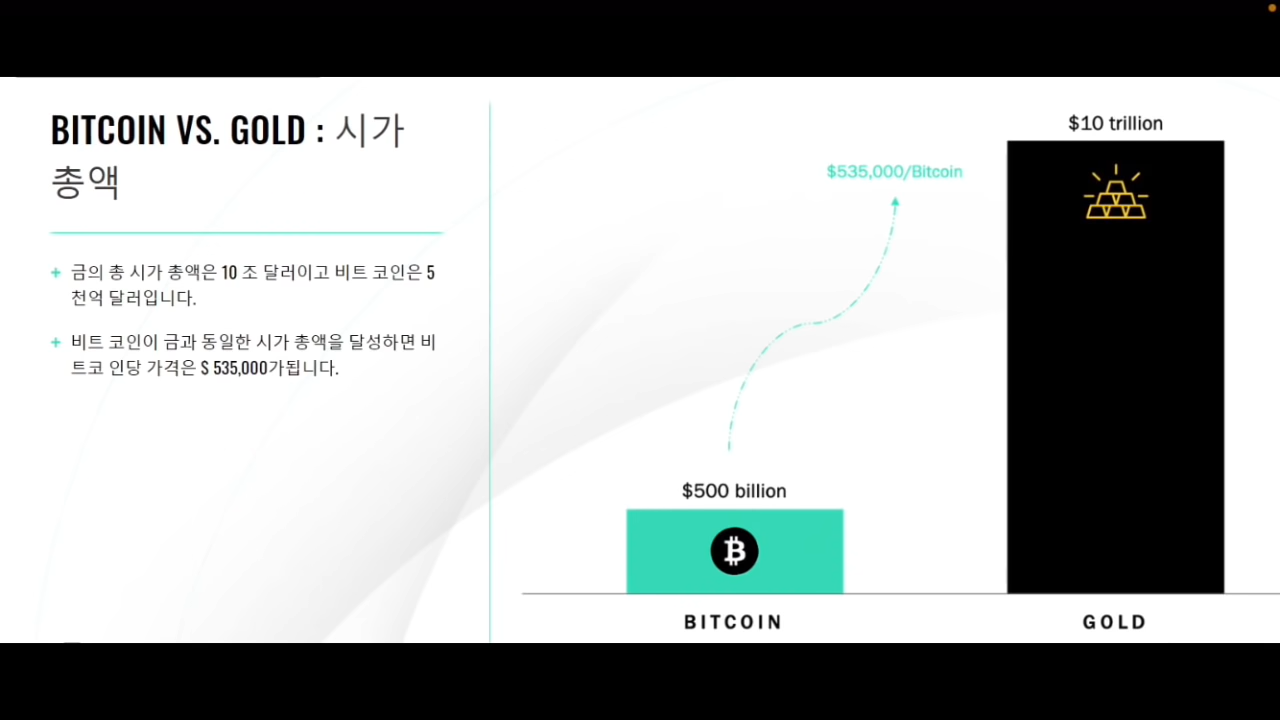 BITCOIN VS. GOLD : 시가
총액
+ 금의 총 시가 총액은 10 조 달러이고 비트 코인은 5
천억 달러입니다.
+ 비트 코인이 금과 동일한 시가 총액을 달성하면 비
트코 인당 가격은 $ 535,000가됩니다.
$10 trillion
$535,000/Bitcoin
$500 billion
BITCOIN
GOLD